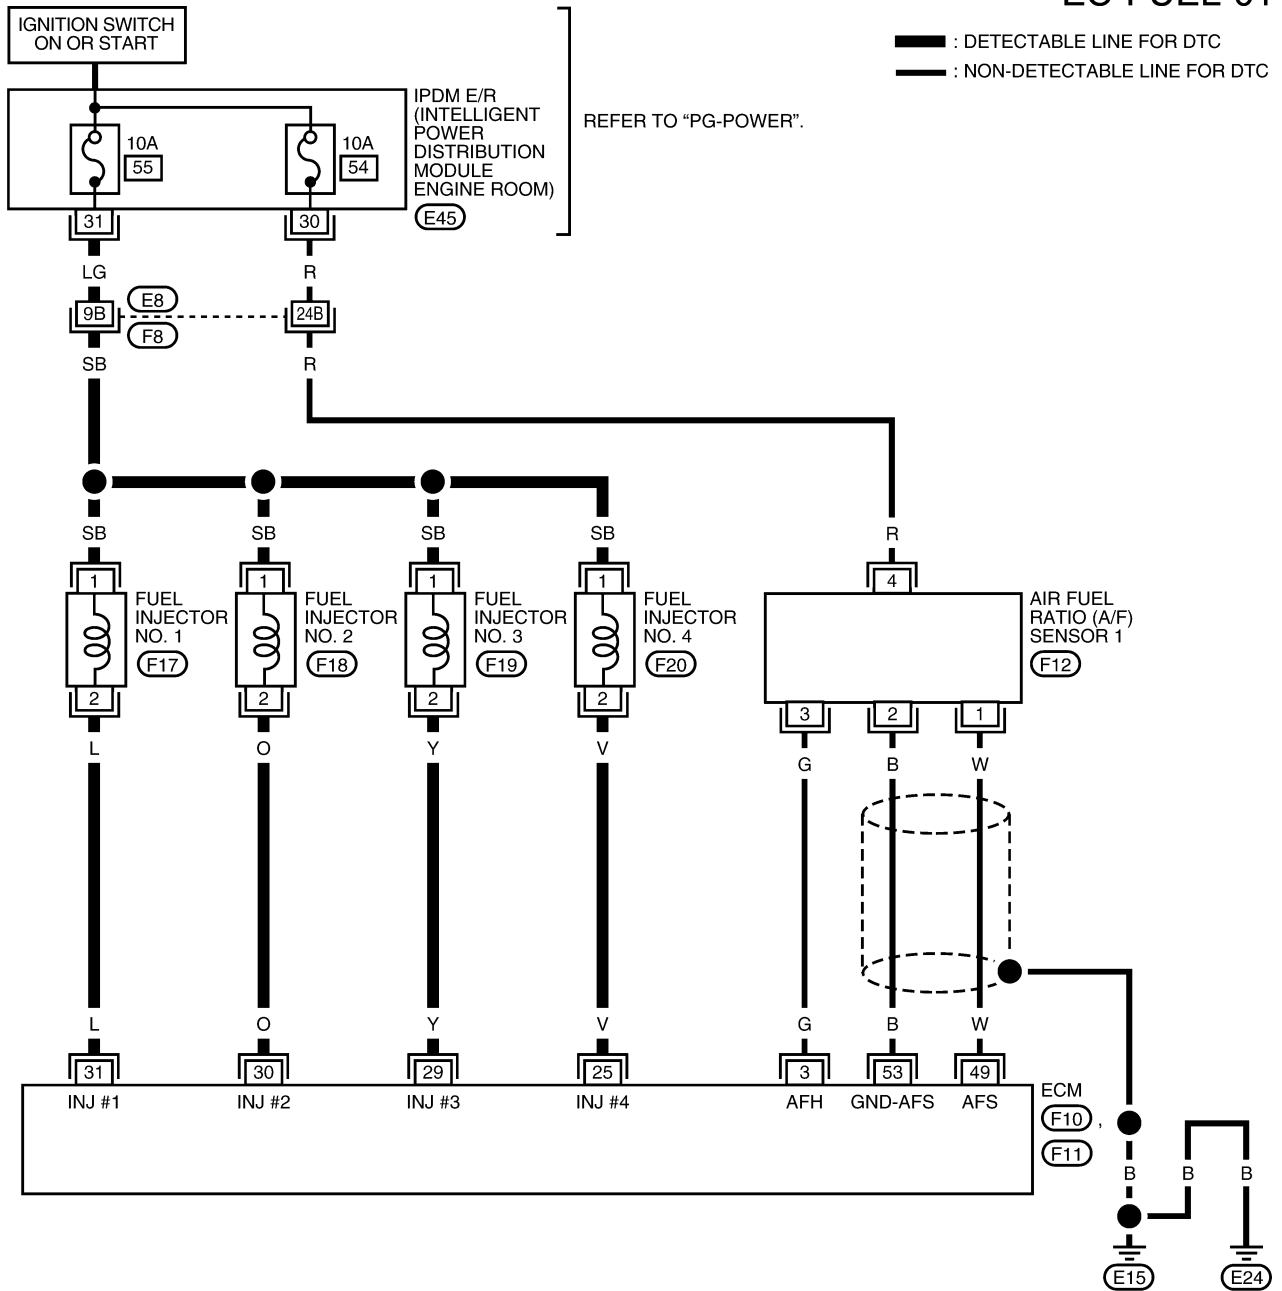 IGNITION SWITCH
ON OR START
: DETECTABLE LINE FOR DTC
: NON-DETECTABLE LINE FOR DTC
IPDM E/R
(INTELLIGENT
POWER
DISTRIBUTION
MODULE
ENGINE ROOM)
E45
REFER TO “PG-POWER”.
10A
55
10A
54
31
30
LG
R
9B
E8
F8
24B
SB
R
SB
SB
SB
SB
R
1
1
1
1
4
FUEL
INJECTOR
NO. 1
F17
FUEL
INJECTOR
NO. 2
F18
FUEL
INJECTOR
NO. 3
F19
FUEL
INJECTOR
NO. 4
F20
AIR FUEL
RATIO (A/F)
SENSOR 1
F12
2
2
2
2
3
2
1
L
O
Y
V
G
B
W
L
O
Y
V
G
B
W
31
30
29
25
3
53
49
INJ #1
INJ #2
INJ #3
INJ #4
AFH
GND-AFS
AFS
ECM
F10 ,
F11
B
B
B
E15
E24